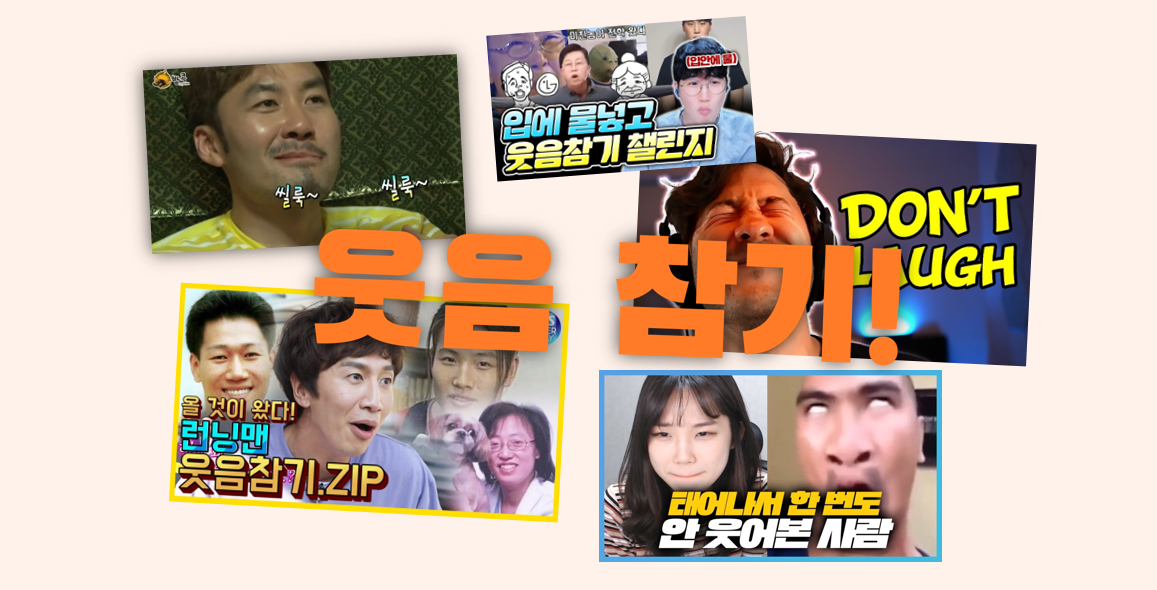 씰룩~ 씰룩~
(입안에 물)
입에 물넣고
웃음참기 챌린지
DON'T
LAUGH
웃음 참기!
올 것이 왔다!
런닝맨
웃음참기.ZIP
태어나서 한 번도
안 웃어본 사람